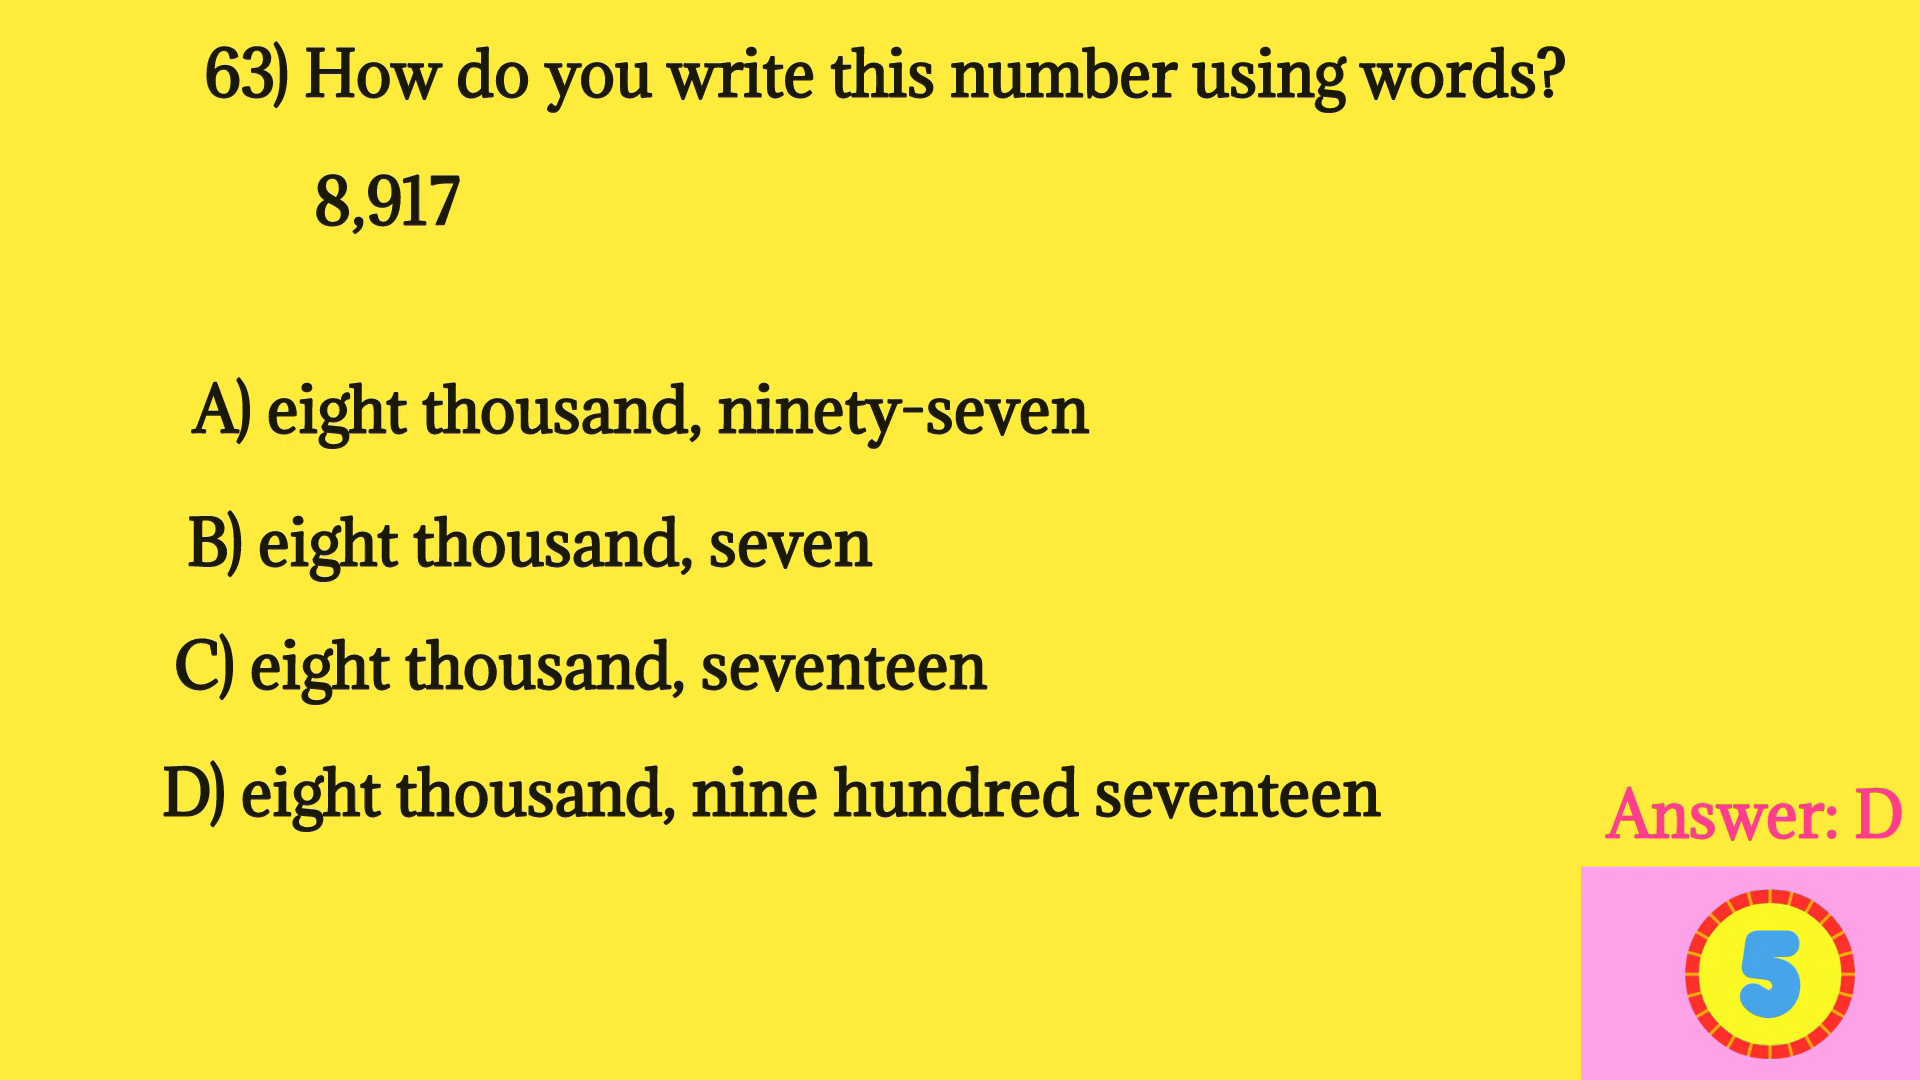 63) How do you write this number using words?
8,917
A) eight thousand, ninety-seven
B) eight thousand, seven
C) eight thousand, seventeen
D) eight thousand, nine hundred seventeen
Answer: D
5